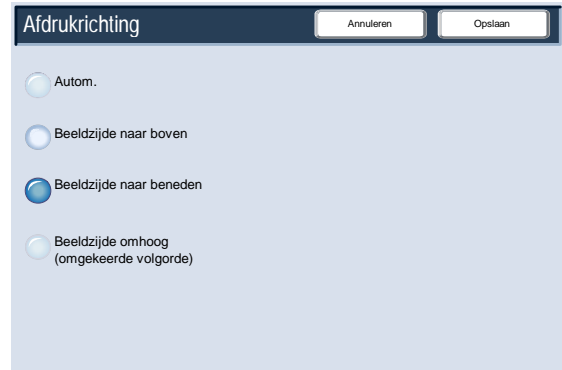 Afdrukrichting
Annuleren
Opslaan
Autom.
Beeldzijde naar boven
Beeldzijde naar beneden
Beeldzijde omhoog
(omgekeerde volgorde)